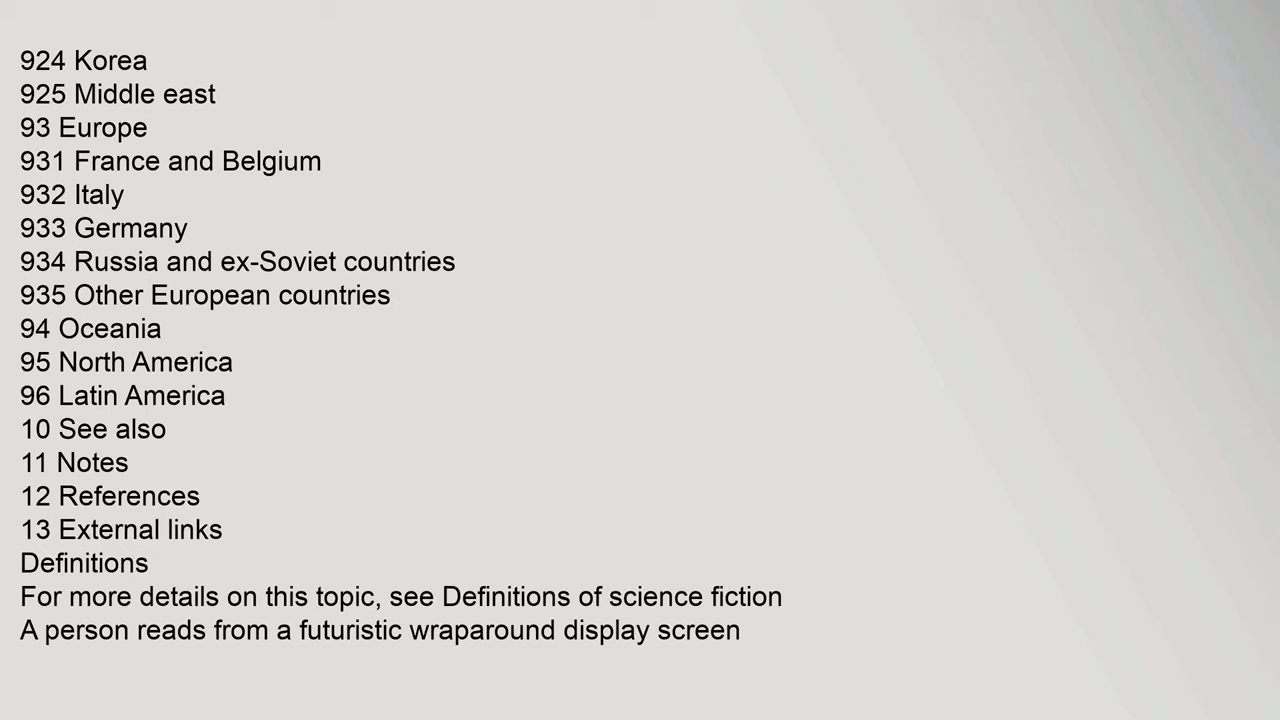 924 Korea
925 Middle east
93 Europe
931 France and Belgium
932 Italy
933 Germany
934 Russia and ex-Soviet countries
935 Other European countries
94 Oceania
95 North America
96 Latin America
10 See also
11 Notes
12 References
13 External links
Definitions
For more details on this topic, see Definitions of science fiction
A person reads from a futuristic wraparound display screen